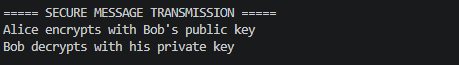 ===== SECURE MESSAGE TRANSMISSION =====
Alice encrypts with Bob's public key
Bob decrypts with his private key